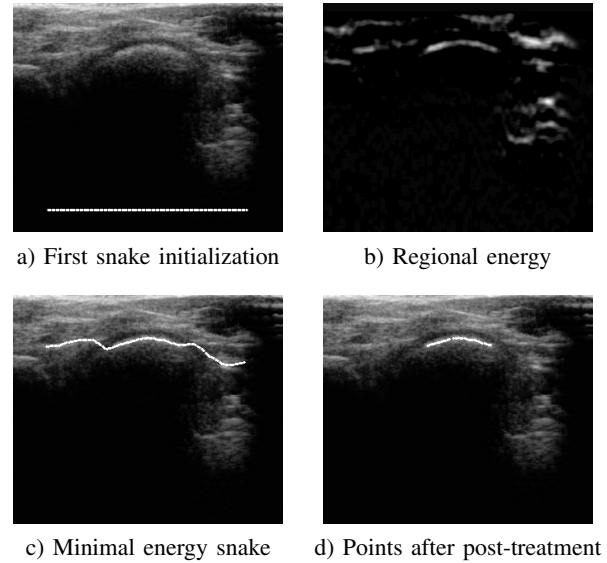 a) First snake initialization
b) Regional energy
c) Minimal energy snake
d) Points after post-treatment